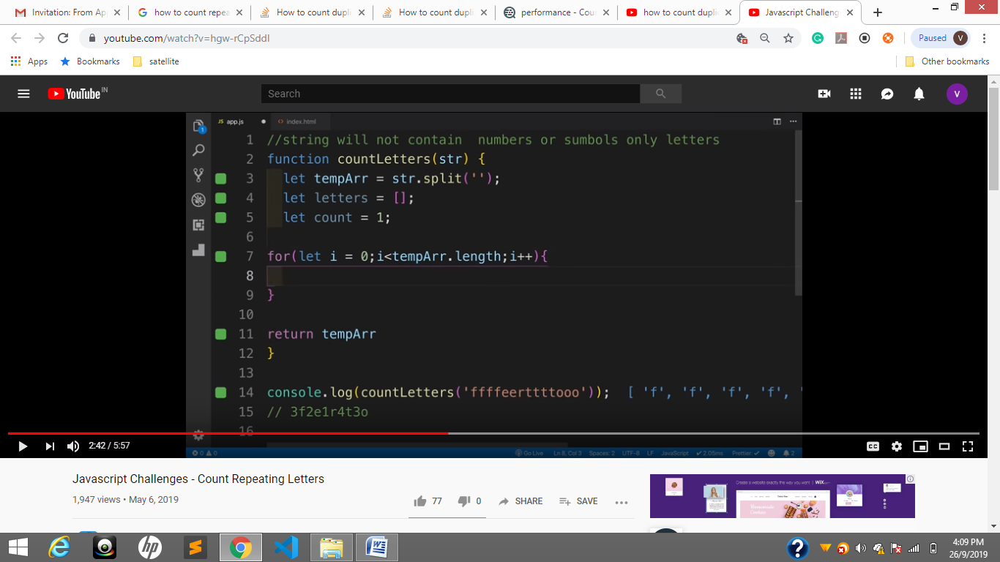 Invitation: From App
how to count repea
How to count dupli
How to count dupli
performance - Cou
how to count duplic
Javascript Challeng
youtube.com/watch?v=hgw-rCpSddI
Paused V
Apps Bookmarks satellite Other bookmarks
YouTube IN
Search
V
JS app.js index.html
1 //string will not contain  numbers or sumbols only letters
2 function countLetters(str) {
3 let tempArr = str.split('');
4 let letters = [];
5 let count = 1;
6
7 for(let i = 0;i<tempArr.length;i++){
8
9 }
10
11 return tempArr
12 }
13
14 console.log(countLetters('ffffeerttttooo'));  [ 'f', 'f', 'f', 'f', '
15 // 3f2e1r4t3o
16
2:42 / 5:57
CC
0 0 Go Live Ln 8, Col 3 Spaces: 2 UTF-8 LF JavaScript ✓ 2.05ms Prettier: ✓ 2
Javascript Challenges - Count Repeating Letters
1,947 views • May 6, 2019
77 0 SHARE SAVE
Create a website exactly the way you want | WIX
Homemade
Cookies
4:09 PM
26/9/2019